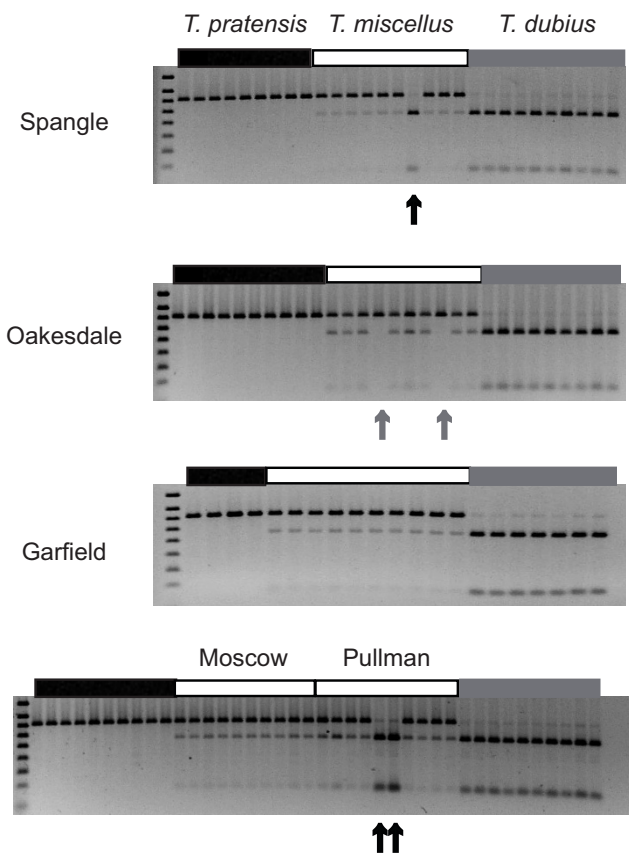 T. pratensis T. miscellus T. dubius
Spangle
Oakesdale
Garfield
Moscow Pullman